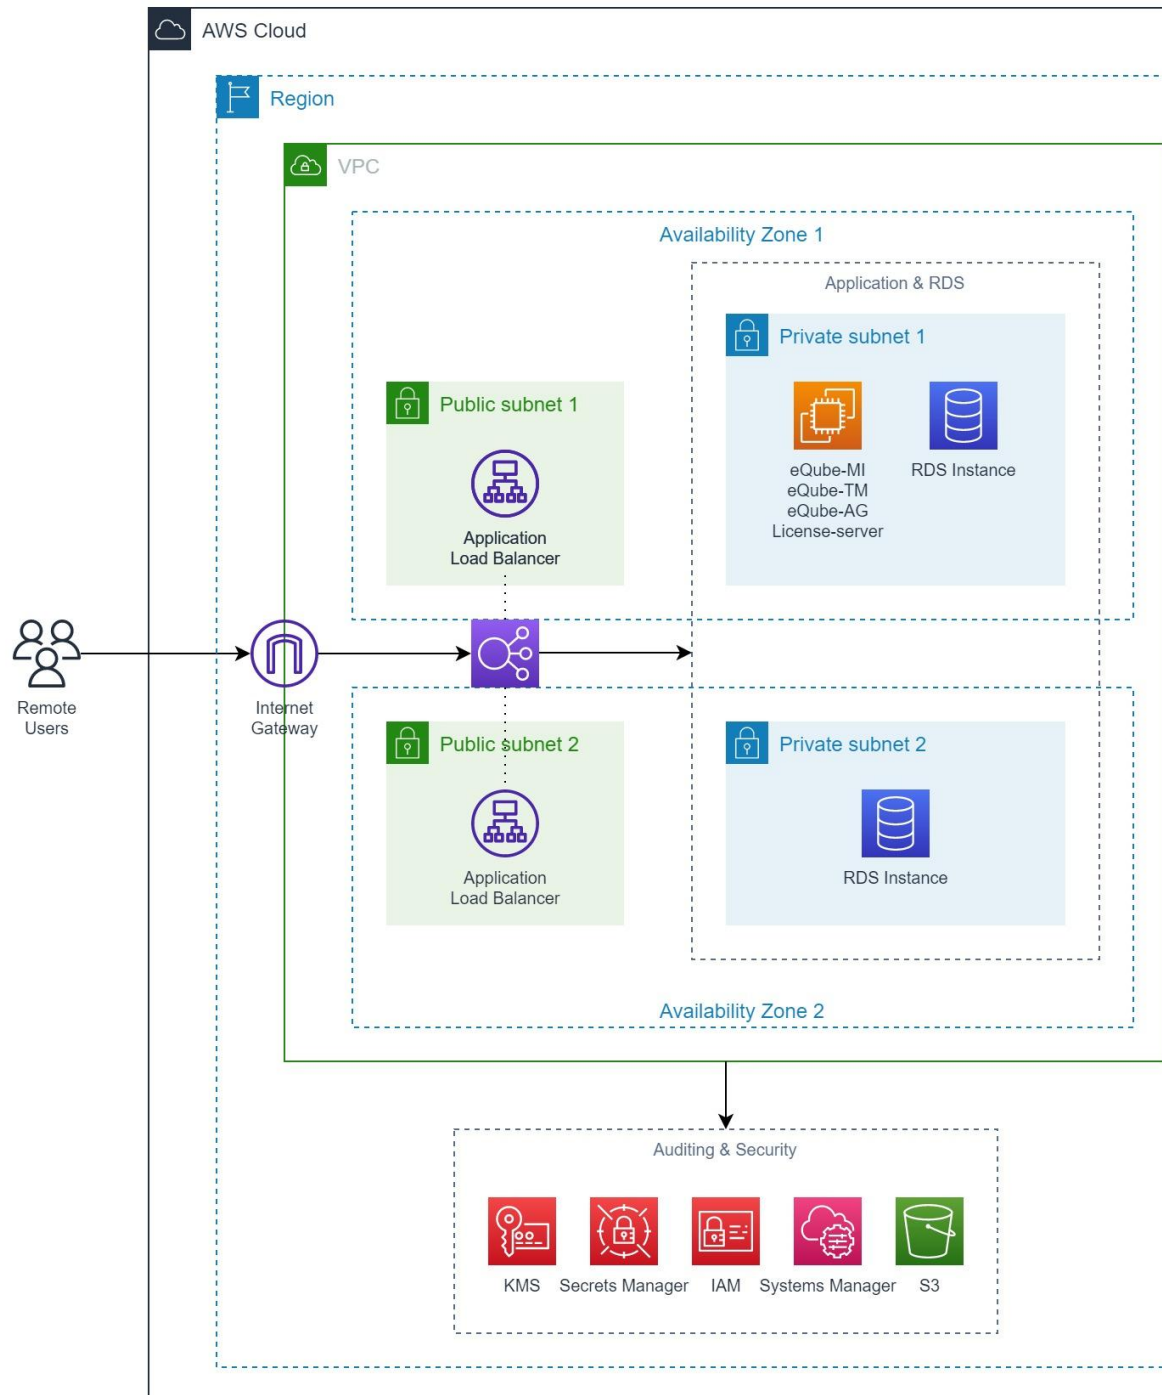 AWS Cloud
Region
VPC
Availability Zone 1
Application & RDS
Private subnet 1
eQube-MI
eQube-TM
eQube-AG
License-server
RDS Instance
Public subnet 1
Application
Load Balancer
Remote
Users
Internet
Gateway
Public subnet 2
Application
Load Balancer
Private subnet 2
RDS Instance
Availability Zone 2
Auditing & Security
KMS
Secrets Manager
IAM
Systems Manager
S3